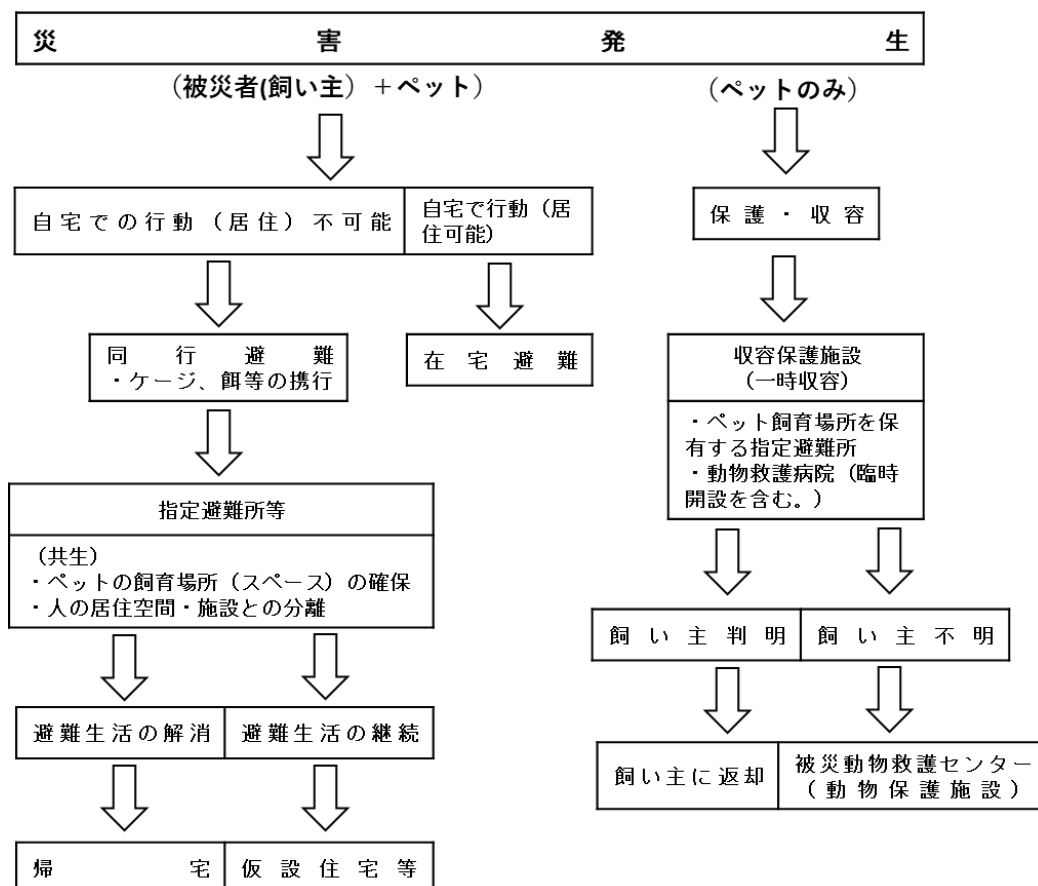 災害発生
（被災者(飼い主）＋ペット）
（ペットのみ）
自宅での行動（居住）不可能
自宅で行動（居
住可能）
保護・収容
同行避難
・ケージ、餌等の携行
在宅避難
収容保護施設
（一時収容）
・ペット飼育場所を保
有する指定避難所
・動物救護病院（臨時
開設を含む。）
指定避難所等
（共生）
・ペットの飼育場所（スペース）の確保
・人の居住空間・施設との分離
飼い主判明
飼い主不明
避難生活の解消
避難生活の継続
飼い主に返却
被災動物救護センター
（動物保護施設）
帰宅
仮設住宅等